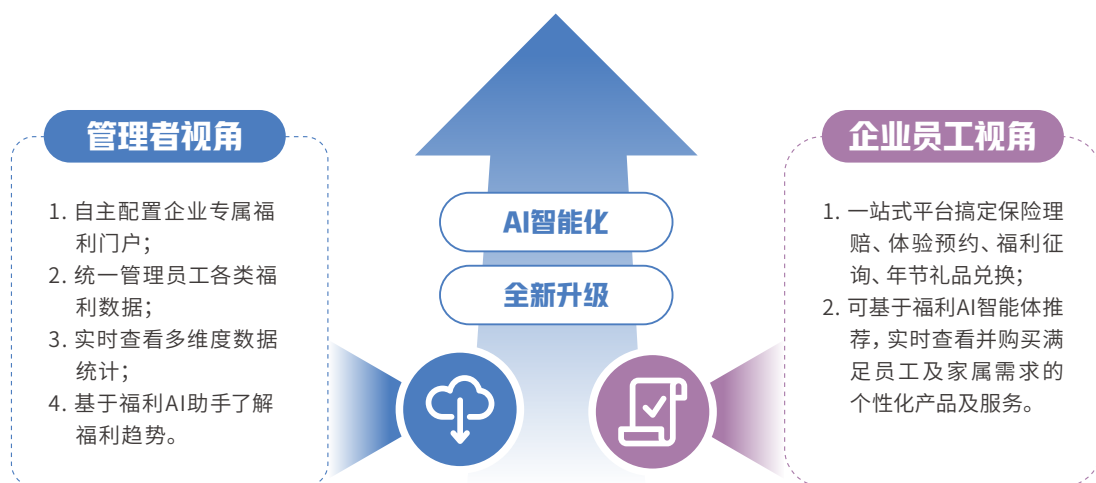 管理者视角
1. 自主配置企业专属福
利门户；
2. 统一管理员工各类福
利数据；
3. 实时查看多维度数据
统计；
4. 基于福利AI助手了解
福利趋势。
AI智能化
全新升级
企业员工视角
1. 一站式平台搞定保险理
赔、体验预约、福利征
询、年节礼品兑换；
2. 可基于福利AI智能体推
荐，实时查看并购买满
足员工及家属需求的
个性化产品及服务。